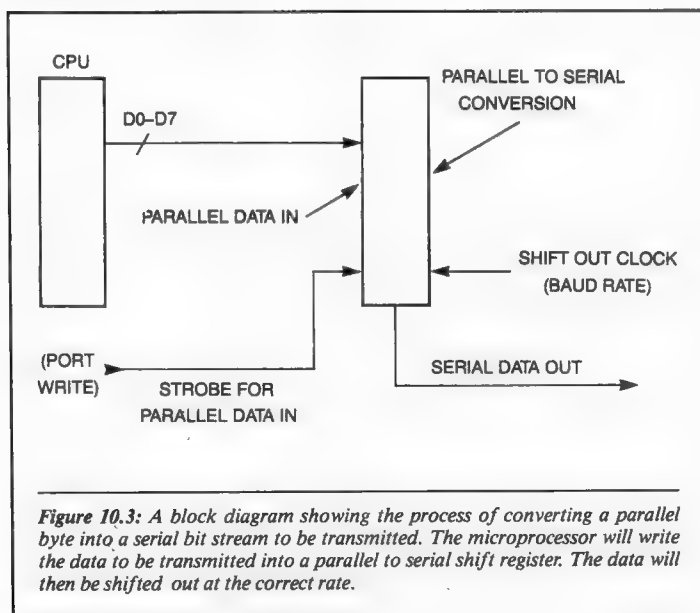 CPU
D0–D7
PARALLEL TO SERIAL
CONVERSION
PARALLEL DATA IN
SHIFT OUT CLOCK
(BAUD RATE)
(PORT
WRITE)
STROBE FOR
PARALLEL DATA IN
SERIAL DATA OUT
Figure 10.3: A block diagram showing the process of converting a parallel
byte into a serial bit stream to be transmitted. The microprocessor will write
the data to be transmitted into a parallel to serial shift register. The data will
then be shifted out at the correct rate.